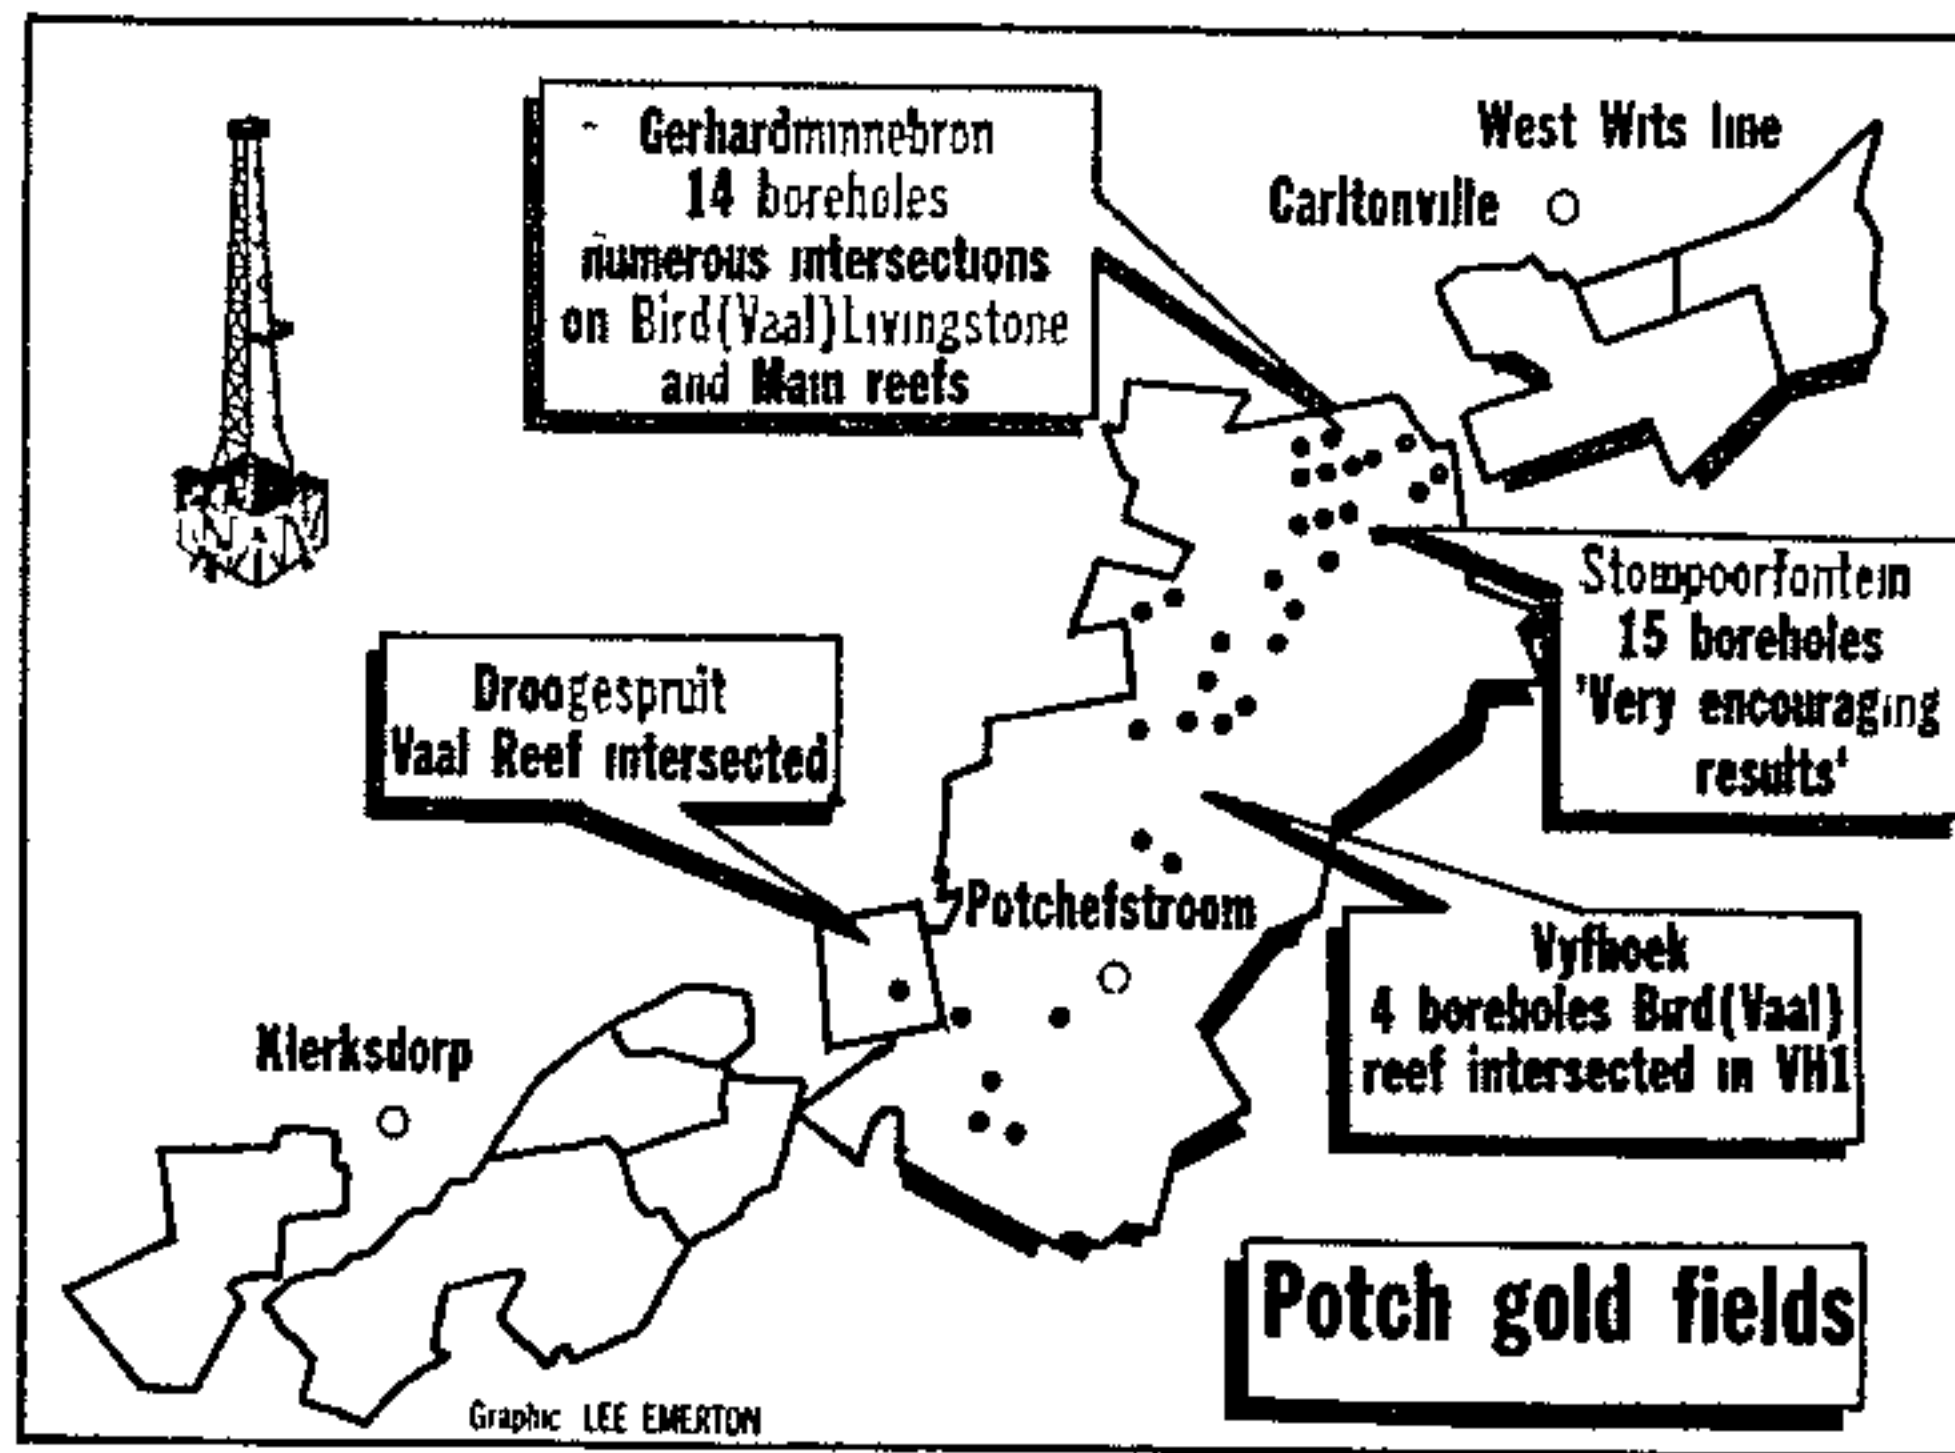 Gerhardminnebron
14 boreholes
numerous intersections
on Bird(Vaal)Livingstone
and Main reefs
West Wits line
Carltonville
Stompoorfontein
15 boreholes
'Very encouraging
results'
Droogespruit
Vaal Reef intersected
Potchefstroom
Vyfhoek
4 boreholes Bird(Vaal)
reef intersected in VH1
Klerksdorp
Potch gold fields
Graphic LEE EMERTON